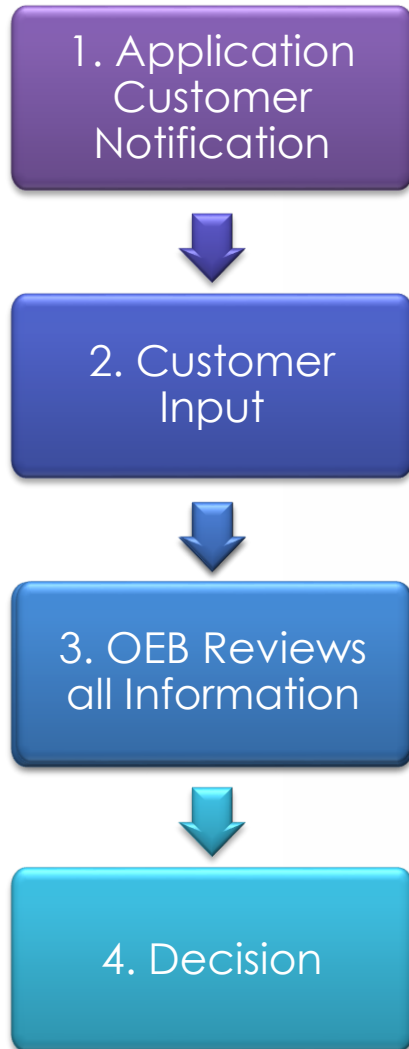 1. Application
Customer
Notification
2. Customer
Input
3. OEB Reviews
all Information
4. Decision